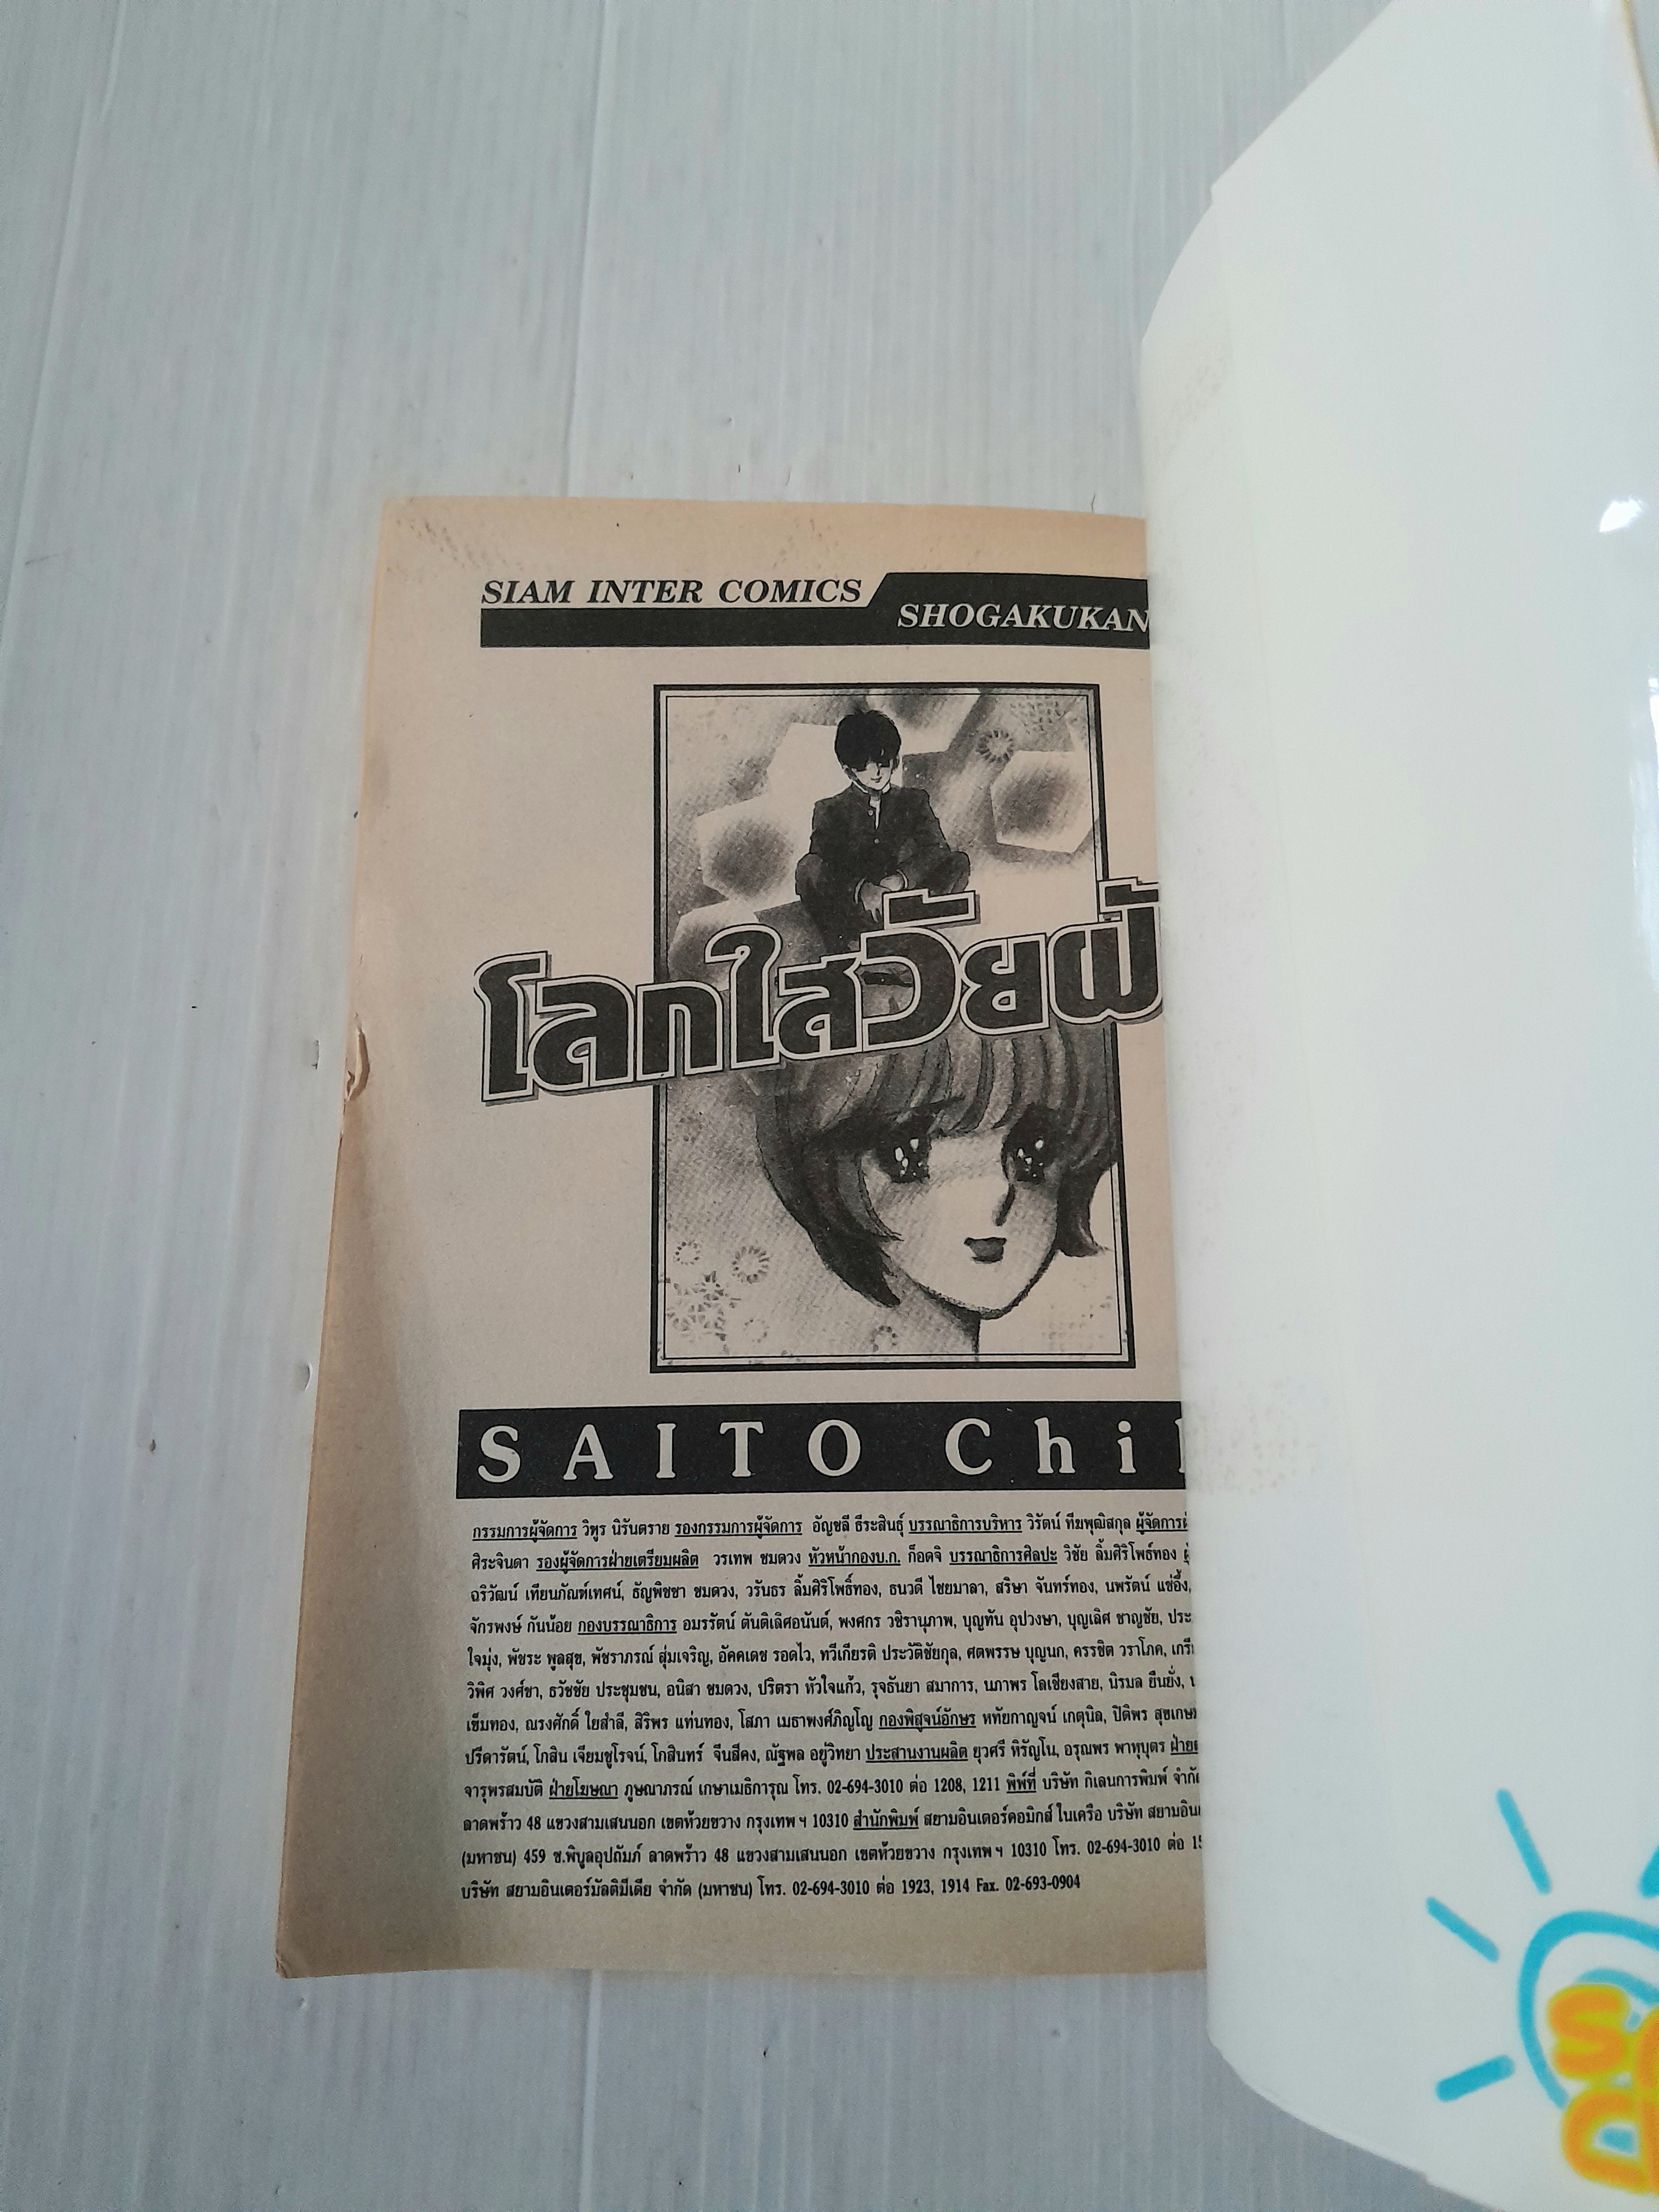 SIAM INTER COMICS
SHOGAKUKAN
โลกใสวัย
SAITO Chi
กรรมการผู้จัดการ วิฑูร นิรันตราย รองกรรมการผู้จัดการ อัญชลี ธีระสินธุ์ บรรณาธิการบริหาร วิรัตน์ ทีฆพุฒิสกุล ผู้จัดการ
ศิระจินดา รองผู้จัดการฝ่ายเตรียมผลิต วรเทพ ชมดวง หัวหน้ากองบ.ก. ก็อดจิ บรรณาธิการศิลปะ วิชัย ลิ้มศิริโพธ์ทอง
ฉริวัฒน์ เทียนภัณฑ์เทศน์, ธัญพิชชา ชมดวง, วรันธร ลิ้มศิริโพธิ์ทอง, ธนวดี ไชยมาลา, สริษา จันทร์ทอง, นพรัตน์ แซ่อึ้ง,
จักรพงษ์ กันน้อย กองบรรณาธิการ อมรรัตน์ ตันติเลิศอนันต์, พงศกร วชิรานุภาพ, บุญทัน อุปวงษา, บุญเลิศ ชาญชัย, ประ
ใจมุ่ง, พัชระ พูลสุข, พัชราภรณ์ สุ่มเจริญ, อัคคเดช รอดไว, ทวีเกียรติ ประวัติชัยกุล, ศตพรรษ บุญนก, ครรชิต วราโภค,
วิพิศ วงศ์ชา, ธวัชชัย ประชุมชน, อนิสา ชมดวง, ปริตรา หัวใจแก้ว, รุจธันยา สมาการ, นภาพร โลเชียงสาย, นิรมล ยืนยั่ง,
เข็มทอง, ณรงศักดิ์ ใยสำลี, สิริพร แท่นทอง, โสภา เมธาพงศ์ภิญโญ กองพิสูจน์อักษร หทัยกาญจน์ เกตุนิล, ปิติพร
ปรีดารัตน์, โกสิน เจียมชูโรจน์, โกสินทร์ จีนสีคง, ณัฐพล อยู่วิทยา ประสานงานผลิต ยุวศรี หิรัญโน, อรุณพร พาหุบุตร
จารุพรสมบัติ ฝ่ายโฆษณา ภูษณาภรณ์ เกษาเมธิการุณ โทร. 02-694-3010 ต่อ 1208, 1211 พิมพ์ที่ บริษัท กิเลนการพิมพ์
ลาดพร้าว 48 แขวงสามเสนนอก เขตห้วยขวาง กรุงเทพฯ 10310 สำนักพิมพ์ สยามอินเตอร์คอมิกส์ ในเครือ บริษัท
(มหาชน) 459 ซ.พิบูลอุปถัมภ์ ลาดพร้าว 48 แขวงสามเสนนอก เขตห้วยขวาง กรุงเทพฯ 10310 โทร. 02-694-3010 ต่อ
บริษัท สยามอินเตอร์มัลติมีเดีย จำกัด (มหาชน) โทร. 02-694-3010 ต่อ 1923, 1914 Fax. 02-693-0904